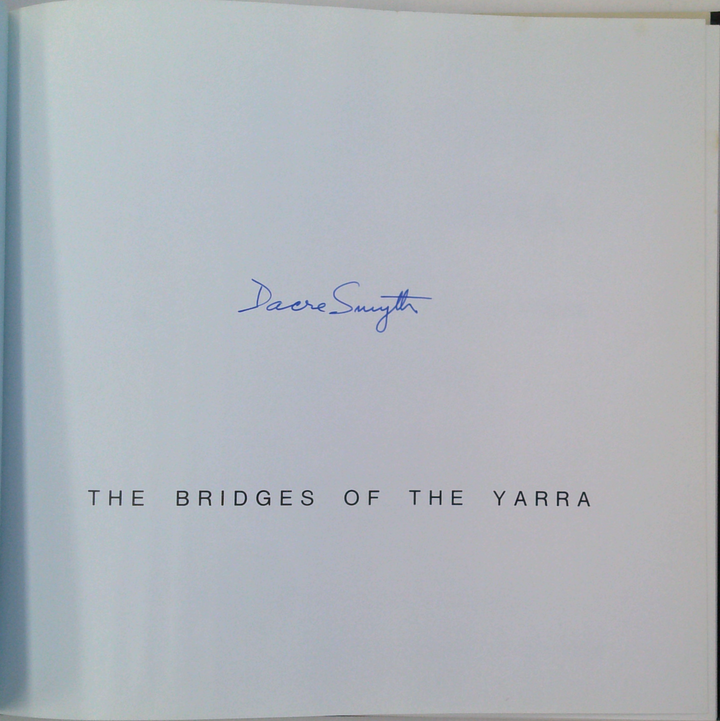 Dacre Smyth
THE BRIDGES OF THE YARRA